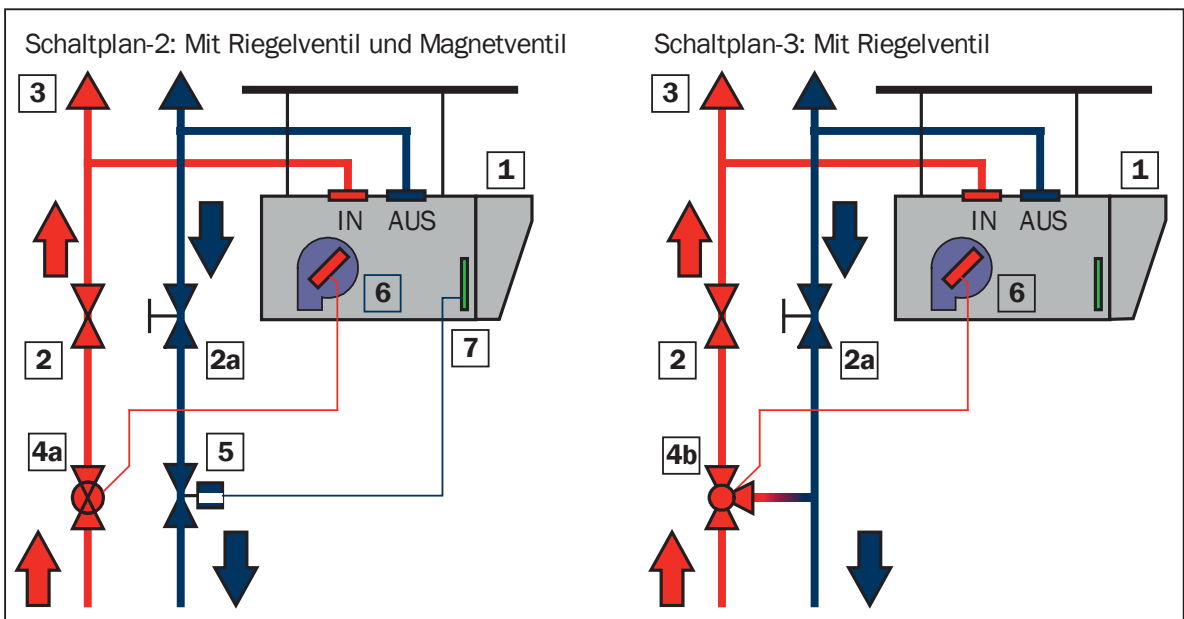 Schaltplan-2: Mit Riegelventil und Magnetventil
3
1
IN AUS
6
2
2a
7
4a
5
Schaltplan-3: Mit Riegelventil
3
1
IN AUS
6
2
2a
4b